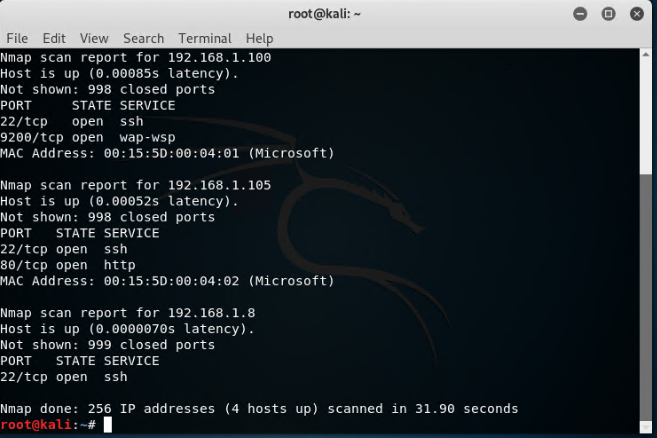 root@kali: ~
File Edit View Search Terminal Help
Nmap scan report for 192.168.1.100
Host is up (0.00085s latency).
Not shown: 998 closed ports
PORT     STATE SERVICE
22/tcp   open  ssh
9200/tcp open  wap-wsp
MAC Address: 00:15:5D:00:04:01 (Microsoft)

Nmap scan report for 192.168.1.105
Host is up (0.00052s latency).
Not shown: 998 closed ports
PORT   STATE SERVICE
22/tcp open  ssh
80/tcp open  http
MAC Address: 00:15:5D:00:04:02 (Microsoft)

Nmap scan report for 192.168.1.8
Host is up (0.0000070s latency).
Not shown: 999 closed ports
PORT   STATE SERVICE
22/tcp open  ssh

Nmap done: 256 IP addresses (4 hosts up) scanned in 31.90 seconds
root@kali:~#